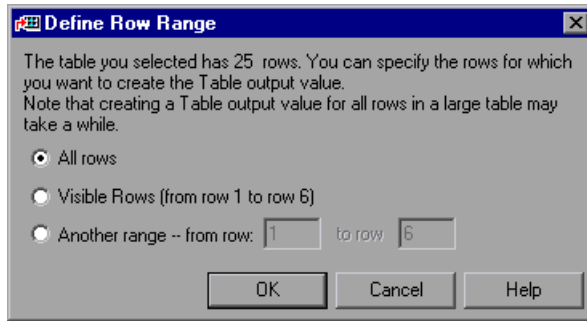 Define Row Range
The table you selected has 25 rows. You can specify the rows for which
you want to create the Table output value.
Note that creating a Table output value for all rows in a large table may
take a while.
All rows
Visible Rows (from row 1 to row 6)
Another range -- from row: 1 to row 6
OK Cancel Help